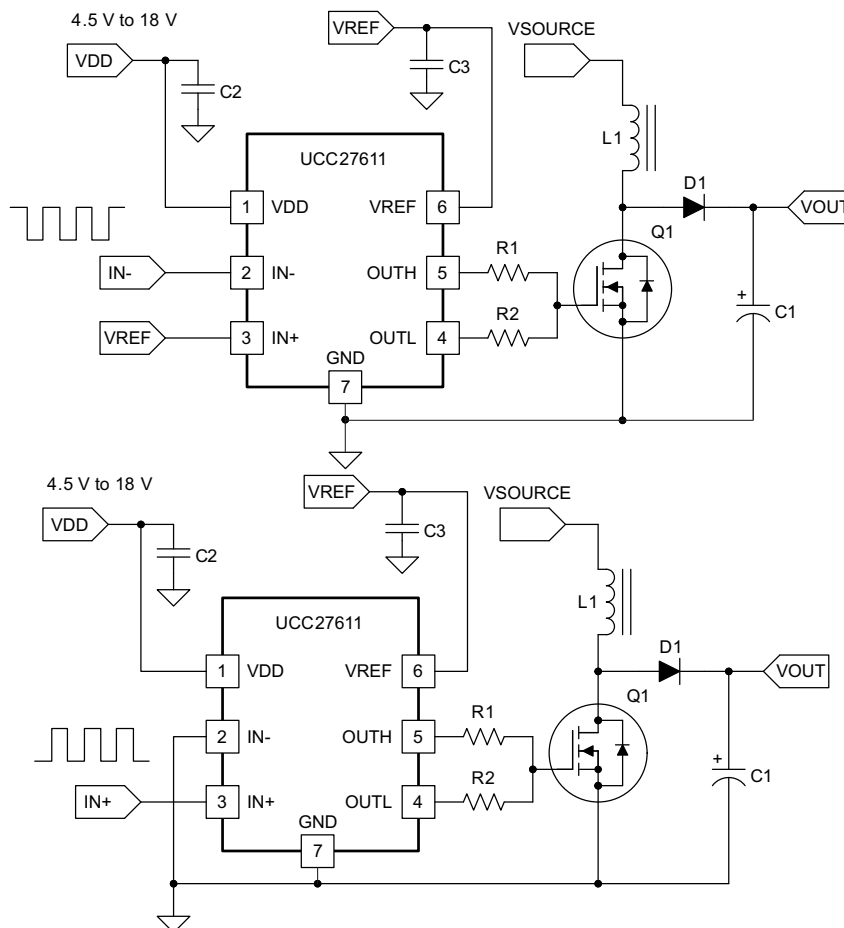 4.5 V to 18 V
VREF
VSOURCE
VDD
C2
C3
L1
UCC27611
D1
1 VDD
VREF 6
VOUT
Q1
IN- 2 IN-
OUTH 5
R1
+
C1
VREF 3 IN+
OUTL 4
R2
GND
7
4.5 V to 18 V
VREF
VSOURCE
VDD
C2
C3
L1
UCC27611
D1
1 VDD
VREF 6
VOUT
Q1
2 IN-
OUTH 5
R1
+
C1
IN+ 3 IN+
OUTL 4
R2
GND
7